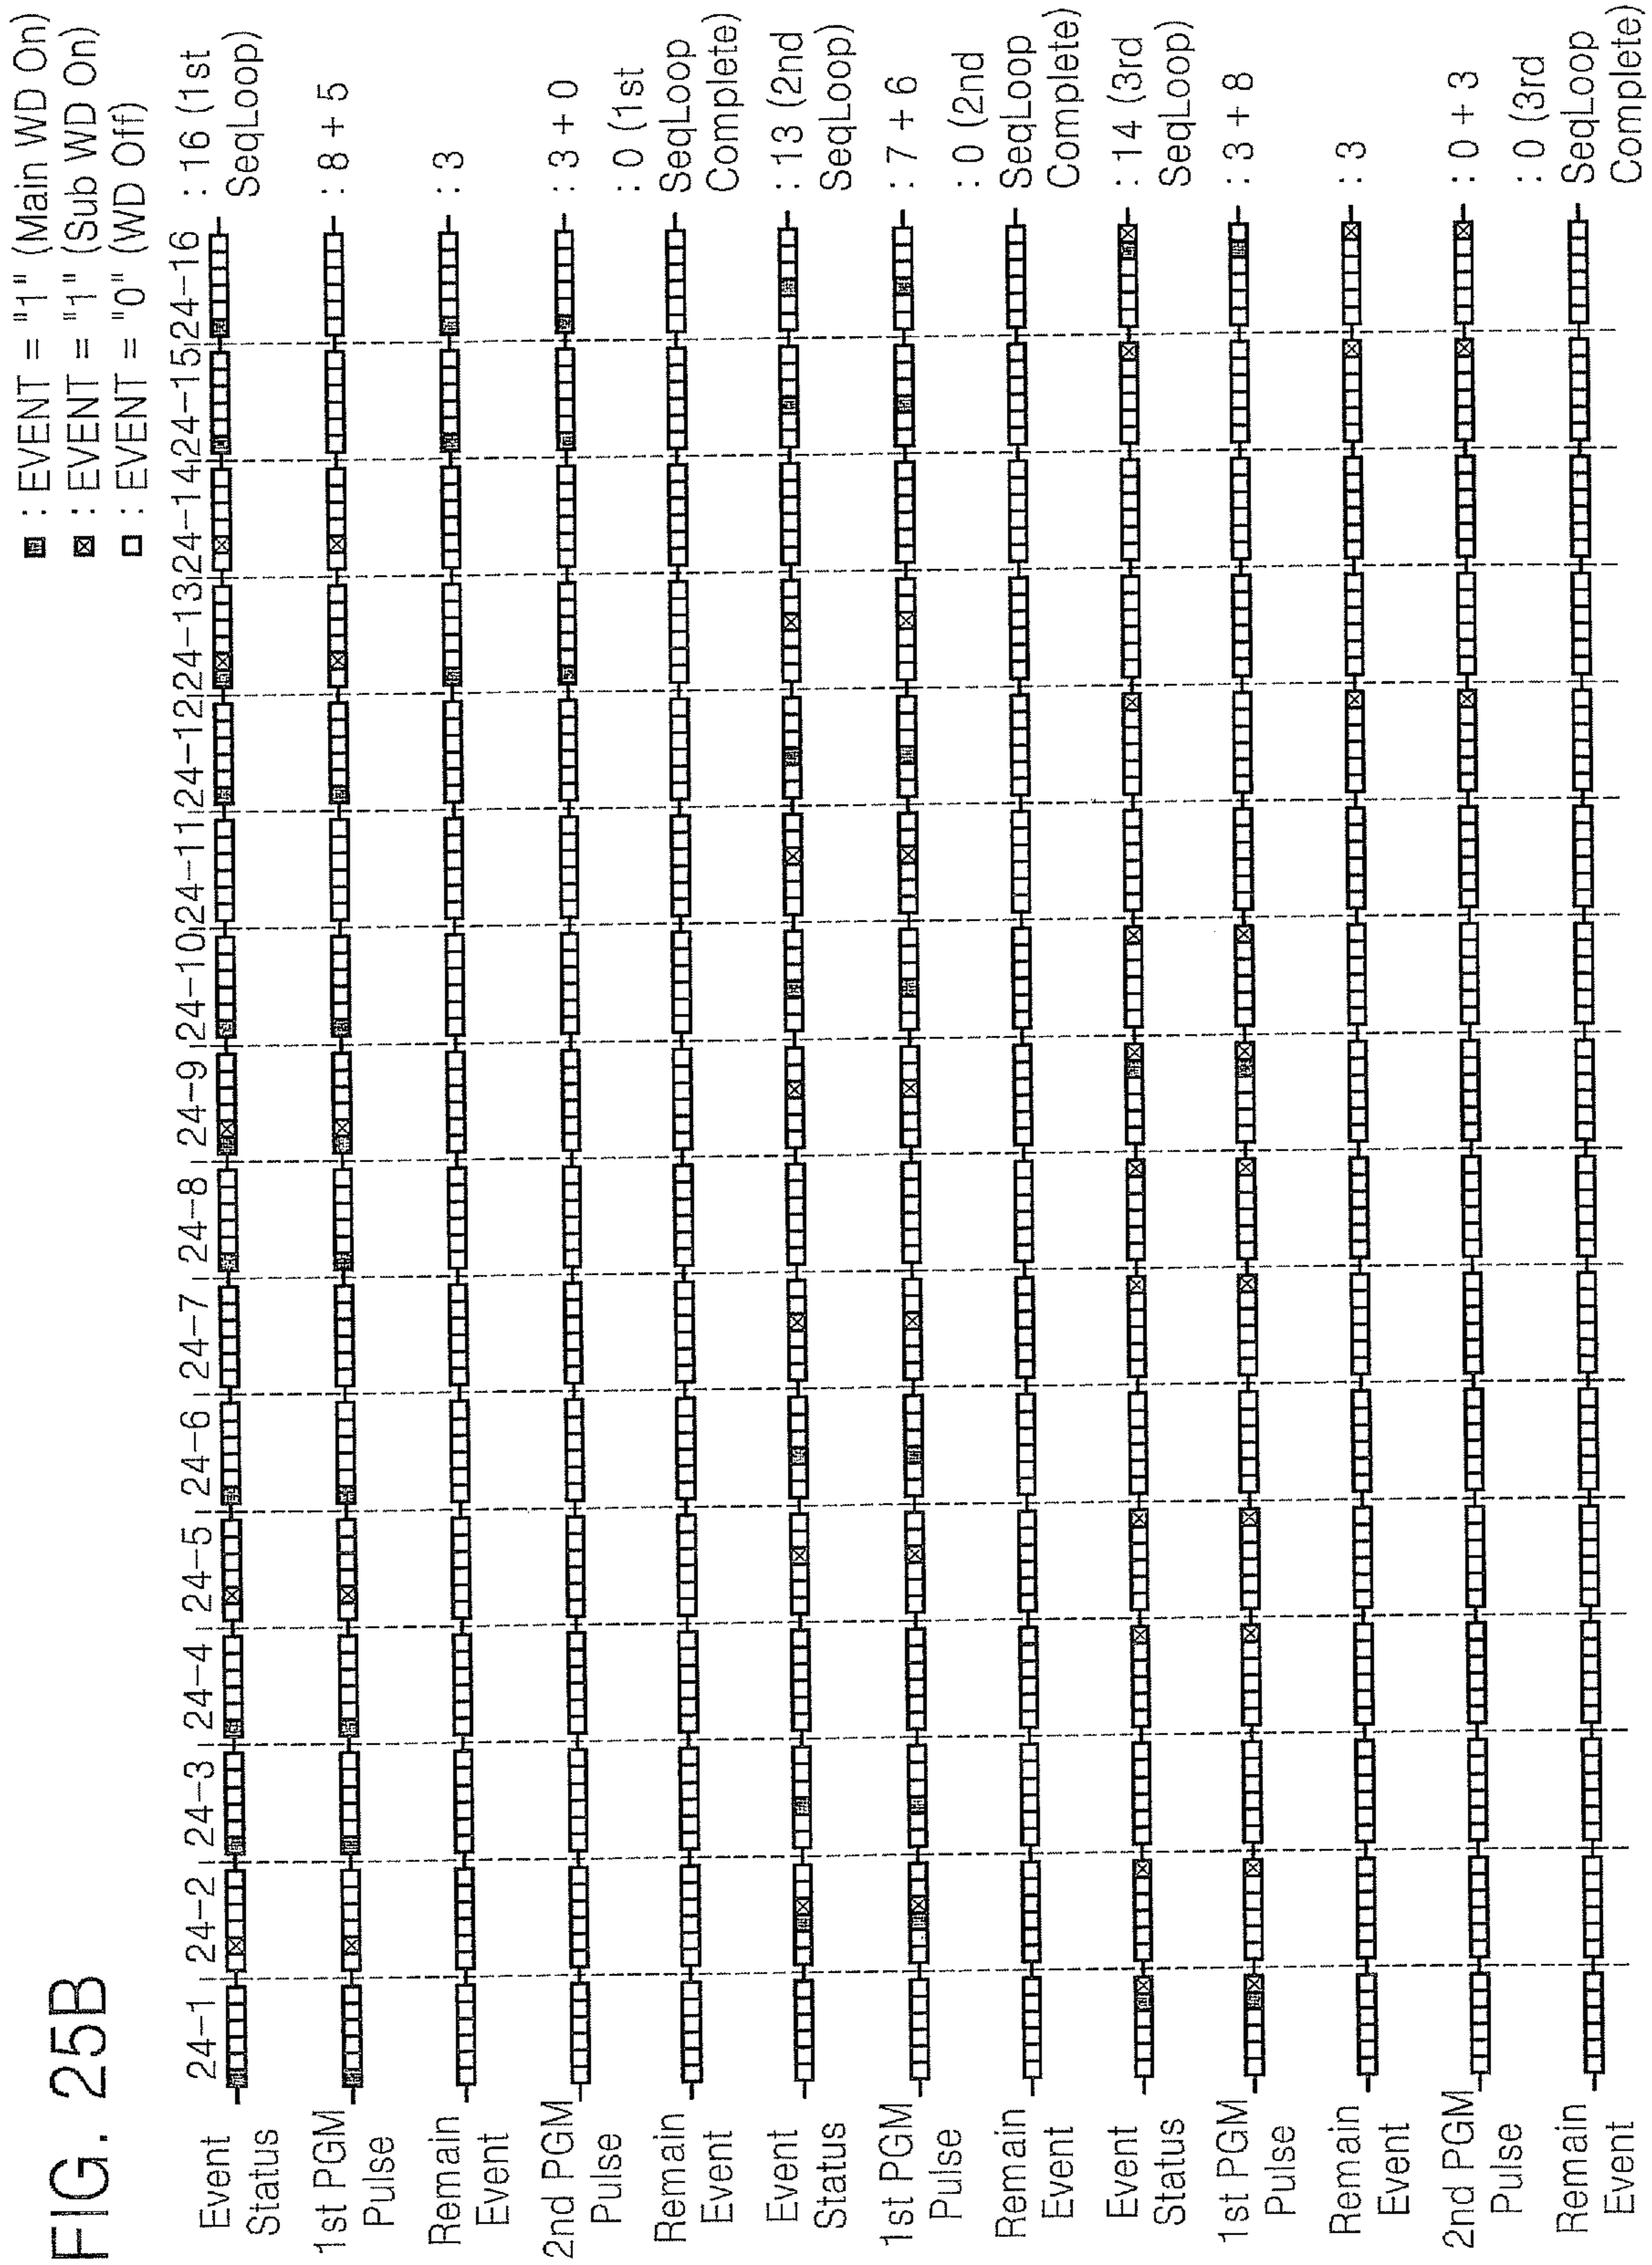 FIG. 25B
▣ : EVENT = "1" (Main WD On)
⊠ : EVENT = "1" (Sub WD On)
□ : EVENT = "0" (WD Off)
24-1 24-2 24-3 24-4 24-5 24-6 24-7 24-8 24-9 24-10 24-11 24-12 24-13 24-14 24-15 24-16
Event
Status
: 16 (1st
SeqLoop)
1st PGM
Pulse
: 8 + 5
Remain
Event
: 3
2nd PGM
Pulse
: 3 + 0
Remain
Event
: 0 (1st
SeqLoop
Complete)
Event
Status
: 13 (2nd
SeqLoop)
1st PGM
Pulse
: 7 + 6
Remain
Event
: 0 (2nd
SeqLoop
Complete)
Event
Status
: 14 (3rd
SeqLoop)
1st PGM
Pulse
: 3 + 8
Remain
Event
: 3
2nd PGM
Pulse
: 0 + 3
Remain
Event
: 0 (3rd
SeqLoop
Complete)